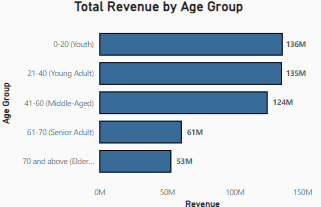 Total Revenue by Age Group
Age Group
0-20 (Youth) 136M
21-40 (Young Adult) 135M
41-60 (Middle-Aged) 124M
61-70 (Senior Adult) 61M
70 and above (Elder... 53M
0M 50M 100M 150M
Revenue